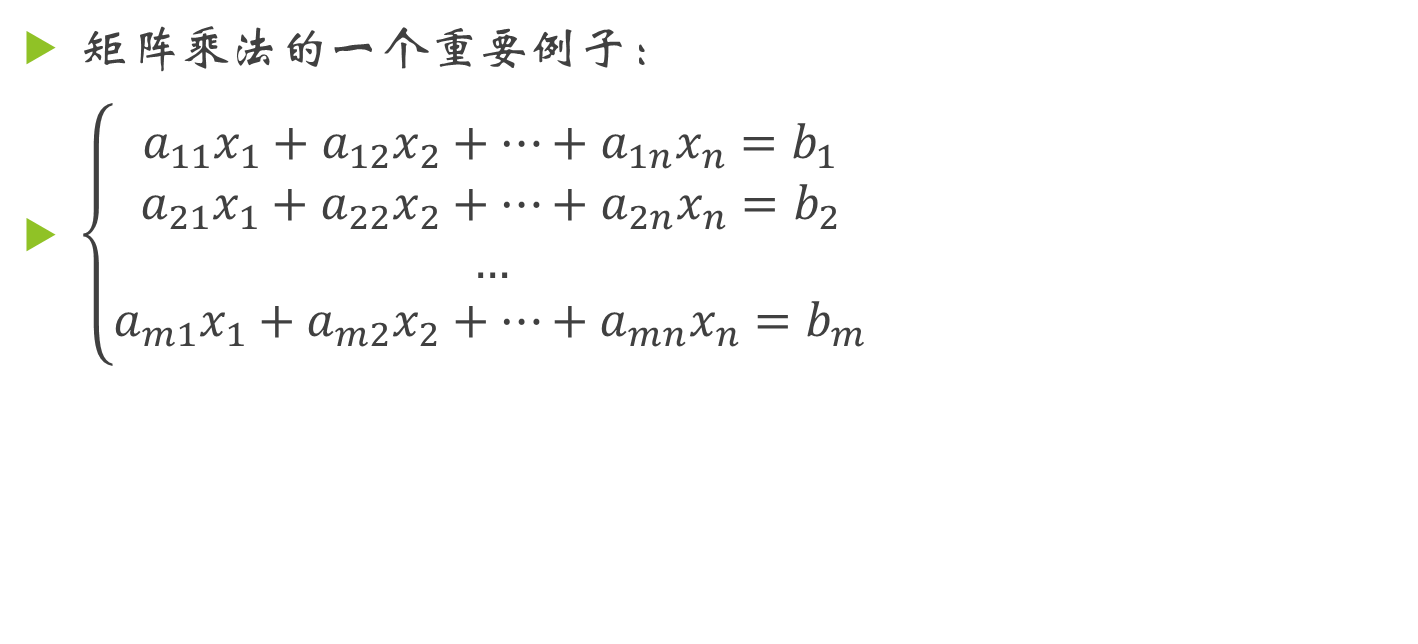 矩阵乘法的一个重要例子：
a₁₁x₁ + a₁₂x₂ + ⋯ + a₁ₙxₙ = b₁
a₂₁x₁ + a₂₂x₂ + ⋯ + a₂ₙxₙ = b₂
…
aₘ₁x₁ + aₘ₂x₂ + ⋯ + aₘₙxₙ = bₘ